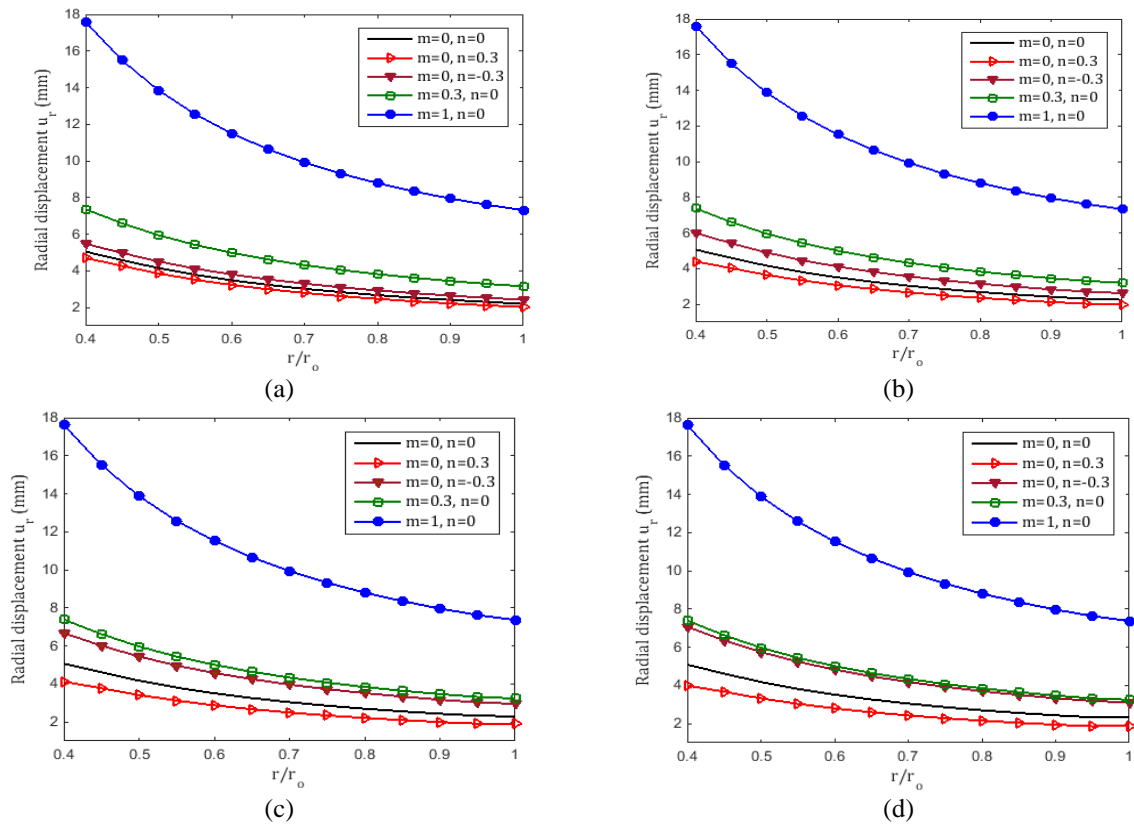 18
16
14
12
10
8
6
4
2
Radial displacement u_r (mm)
m=0, n=0
m=0, n=0.3
m=0, n=-0.3
m=0.3, n=0
m=1, n=0
0.4 0.5 0.6 0.7 0.8 0.9 1
r/r_o
(a)
18
16
14
12
10
8
6
4
2
Radial displacement u_r (mm)
m=0, n=0
m=0, n=0.3
m=0, n=-0.3
m=0.3, n=0
m=1, n=0
0.4 0.5 0.6 0.7 0.8 0.9 1
r/r_o
(b)
18
16
14
12
10
8
6
4
2
Radial displacement u_r (mm)
m=0, n=0
m=0, n=0.3
m=0, n=-0.3
m=0.3, n=0
m=1, n=0
0.4 0.5 0.6 0.7 0.8 0.9 1
r/r_o
(c)
18
16
14
12
10
8
6
4
2
Radial displacement u_r (mm)
m=0, n=0
m=0, n=0.3
m=0, n=-0.3
m=0.3, n=0
m=1, n=0
0.4 0.5 0.6 0.7 0.8 0.9 1
r/r_o
(d)